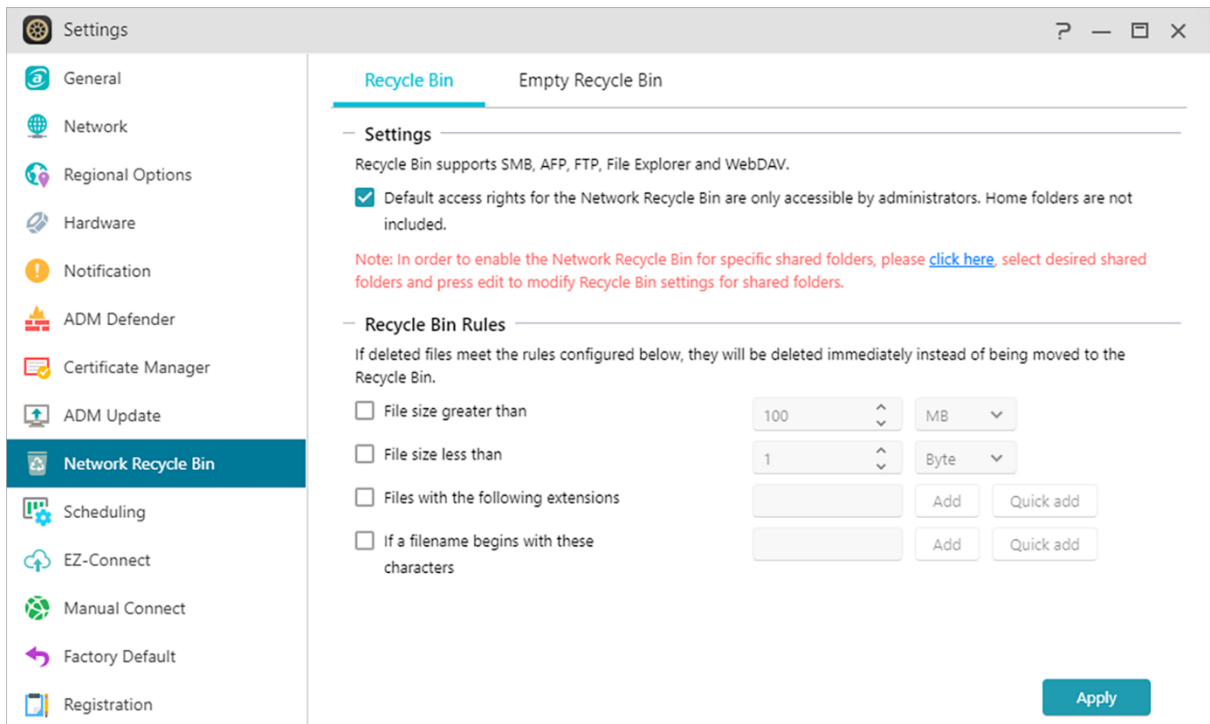 Settings
General
Network
Regional Options
Hardware
Notification
ADM Defender
Certificate Manager
ADM Update
Network Recycle Bin
Scheduling
EZ-Connect
Manual Connect
Factory Default
Registration
Recycle Bin
Empty Recycle Bin
Settings
Recycle Bin supports SMB, AFP, FTP, File Explorer and WebDAV.
Default access rights for the Network Recycle Bin are only accessible by administrators. Home folders are not
included.
Note: In order to enable the Network Recycle Bin for specific shared folders, please click here, select desired shared
folders and press edit to modify Recycle Bin settings for shared folders.
Recycle Bin Rules
If deleted files meet the rules configured below, they will be deleted immediately instead of being moved to the
Recycle Bin.
File size greater than 100 MB
File size less than 1 Byte
Files with the following extensions Add Quick add
If a filename begins with these Add Quick add
characters
Apply